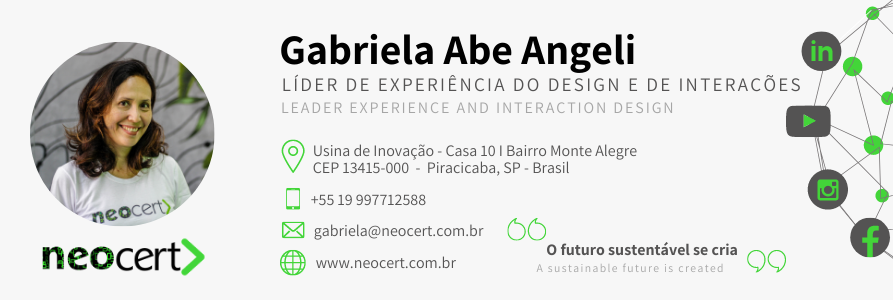 Gabriela Abe Angeli
LÍDER DE EXPERIÊNCIA DO DESIGN E DE INTERACÕES
LEADER EXPERIENCE AND INTERACTION DESIGN
Usina de Inovação - Casa 10 I Bairro Monte Alegre
CEP 13415-000 - Piracicaba, SP - Brasil
+55 19 997712588
gabriela@neocert.com.br
www.neocert.com.br
O futuro sustentável se cria
A sustainable future is created
neocert
neocert
in